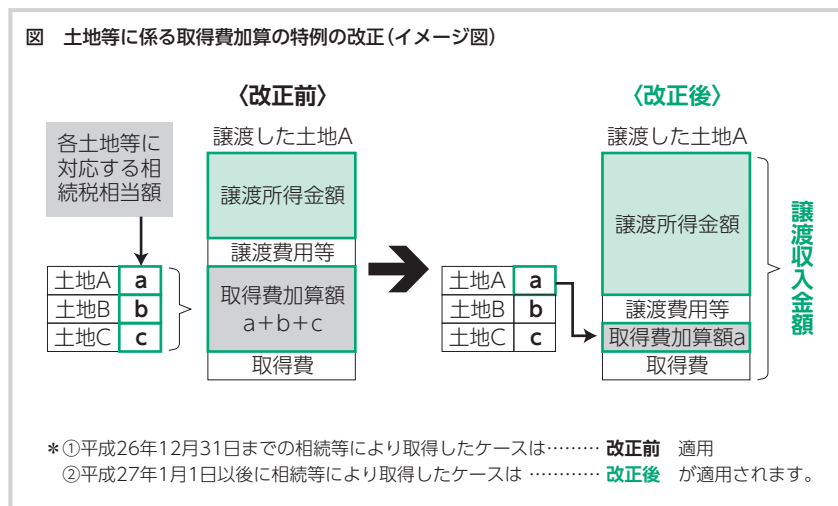 図 土地等に係る取得費加算の特例の改正(イメージ図)
〈改正前〉
各土地等に
対応する相
続税相当額
土地A a
土地B b
土地C c
譲渡した土地A
譲渡所得金額
譲渡費用等
取得費加算額
a+b+c
取得費
〈改正後〉
土地A a
土地B b
土地C c
譲渡した土地A
譲渡所得金額
譲渡費用等
取得費加算額a
取得費
譲渡収入金額
*①平成26年12月31日までの相続等により取得したケースは……… 改正前 適用
②平成27年1月1日以後に相続等により取得したケースは ………… 改正後 が適用されます。